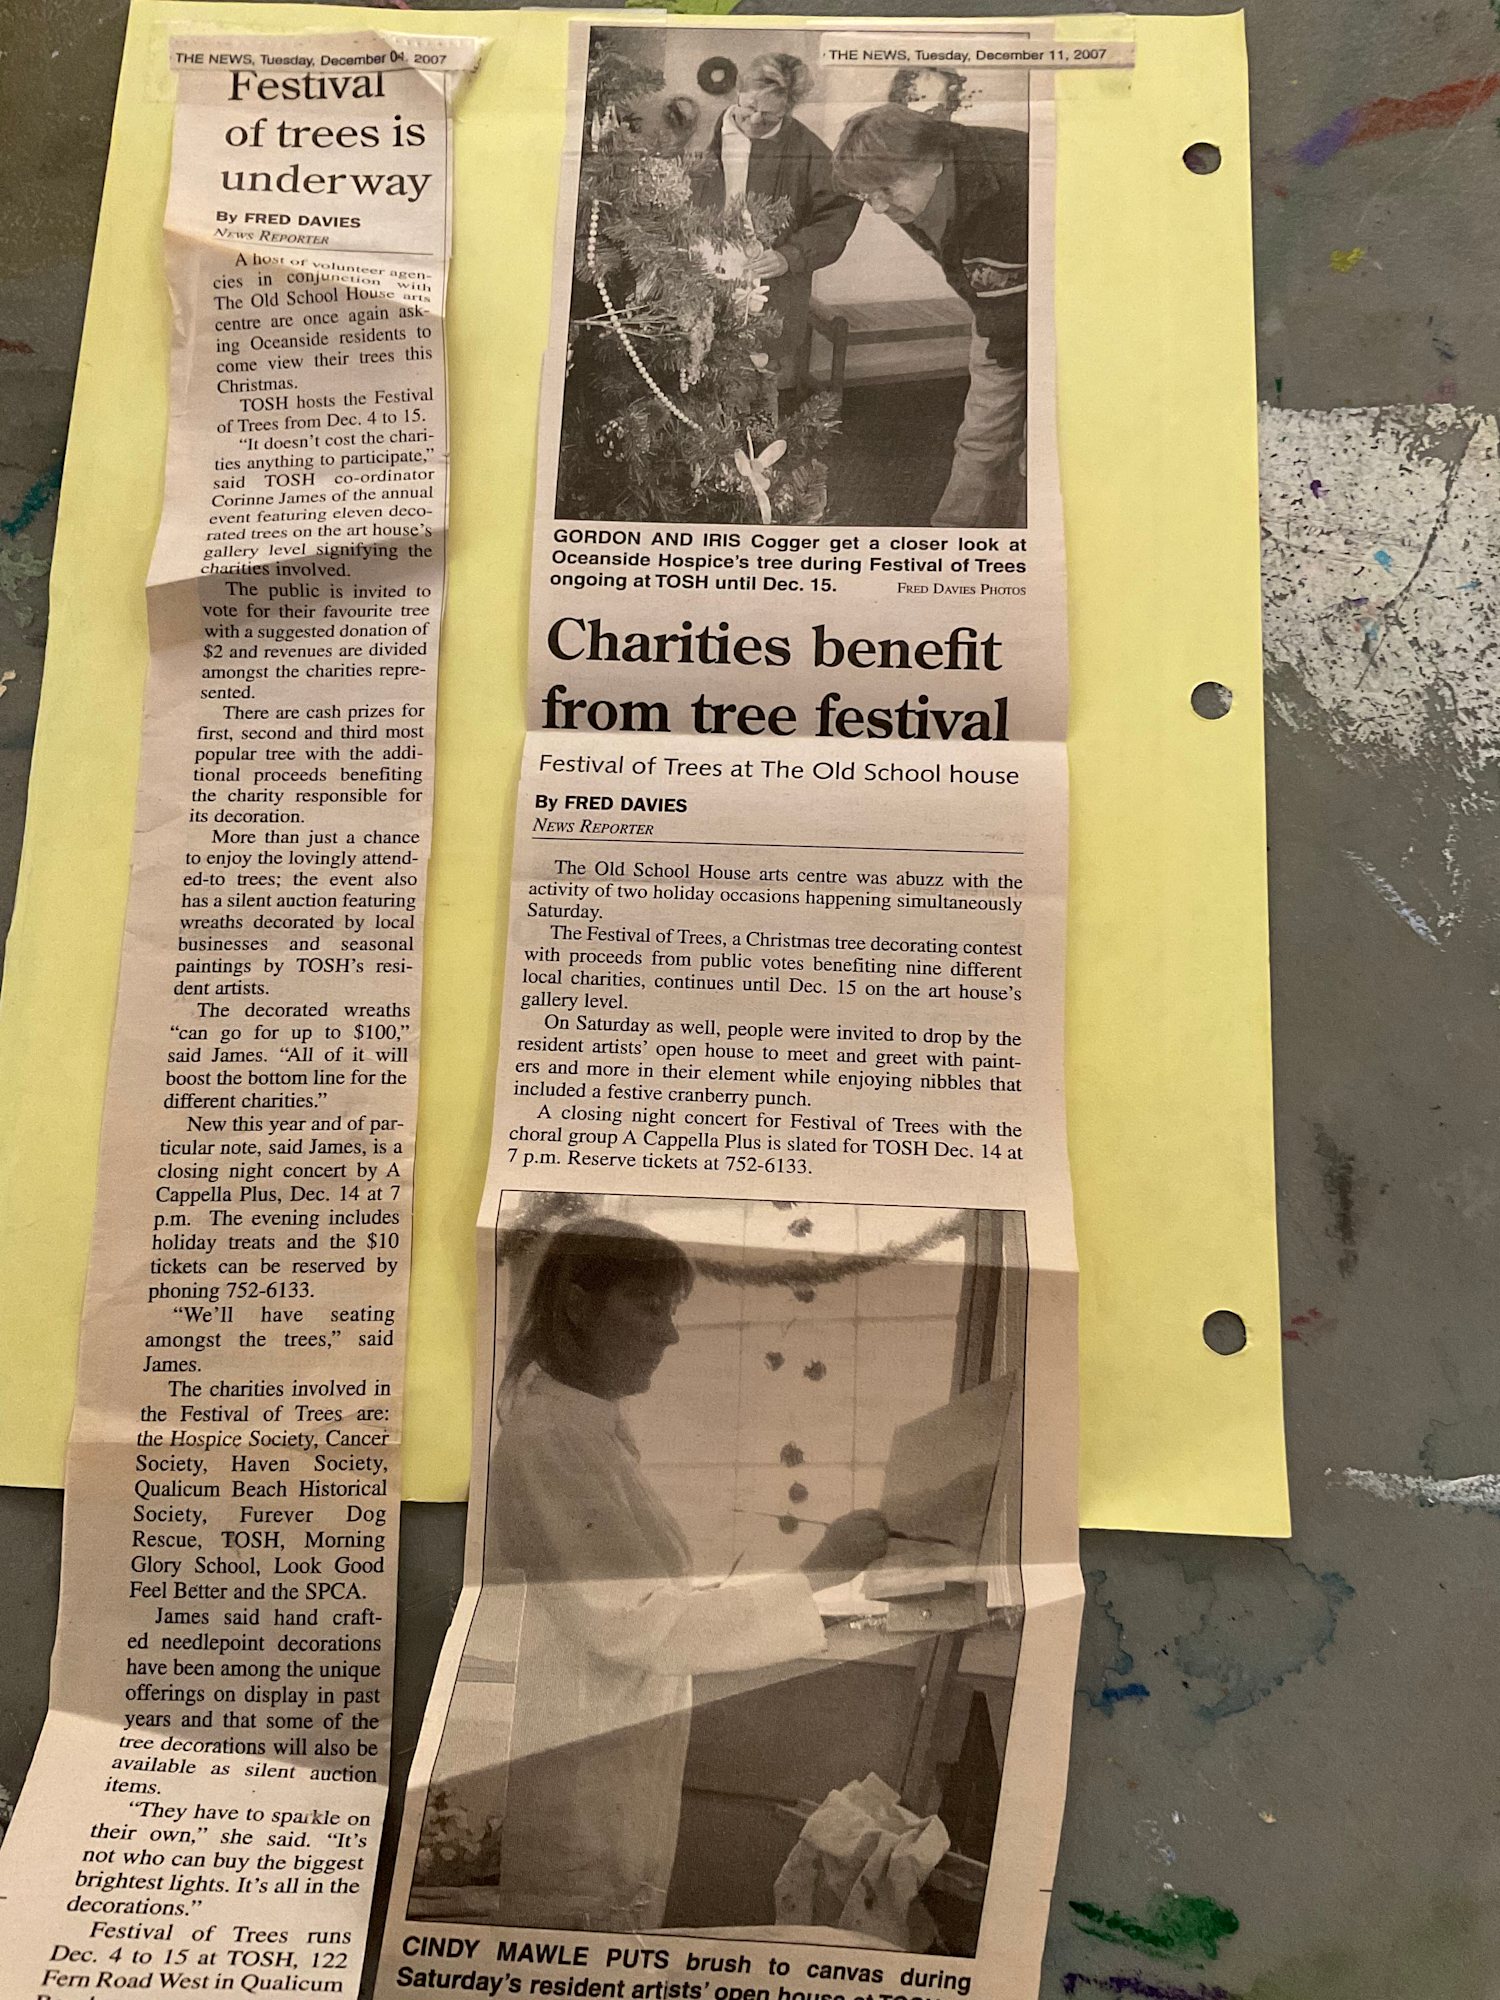 THE NEWS, Tuesday, December 04, 2007
Festival
of trees is
underway
By FRED DAVIES
NEWS REPORTER
A host of volunteer agen-
cies in conjunction with
The Old School House arts
centre are once again ask-
ing Oceanside residents to
come view their trees this
Christmas.
TOSH hosts the Festival
of Trees from Dec. 4 to 15.
“It doesn’t cost the chari-
ties anything to participate,”
said TOSH co-ordinator
Corinne James of the annual
event featuring eleven deco-
rated trees on the art house’s
gallery level signifying the
charities involved.
The public is invited to
vote for their favourite tree
with a suggested donation of
$2 and revenues are divided
amongst the charities repre-
sented.
There are cash prizes for
first, second and third most
popular tree with the addi-
tional proceeds benefiting
the charity responsible for
its decoration.
More than just a chance
to enjoy the lovingly attend-
ed-to trees; the event also
has a silent auction featuring
wreaths decorated by local
businesses and seasonal
paintings by TOSH’s resi-
dent artists.
The decorated wreaths
“can go for up to $100,”
said James. “All of it will
boost the bottom line for the
different charities.”
New this year and of par-
ticular note, said James, is a
closing night concert by A
Cappella Plus, Dec. 14 at 7
p.m. The evening includes
holiday treats and the $10
tickets can be reserved by
phoning 752-6133.
“We’ll have seating
amongst the trees,” said
James.
The charities involved in
the Festival of Trees are:
the Hospice Society, Cancer
Society, Haven Society,
Qualicum Beach Historical
Society, Furever Dog
Rescue, TOSH, Morning
Glory School, Look Good
Feel Better and the SPCA.
James said hand craft-
ed needlepoint decorations
have been among the unique
offerings on display in past
years and that some of the
tree decorations will also be
available as silent auction
items.
“They have to sparkle on
their own,” she said. “It’s
not who can buy the biggest
brightest lights. It’s all in the
decorations.”
Festival of Trees runs
Dec. 4 to 15 at TOSH, 122
Fern Road West in Qualicum
THE NEWS, Tuesday, December 11, 2007
GORDON AND IRIS Cogger get a closer look at
Oceanside Hospice’s tree during Festival of Trees
ongoing at TOSH until Dec. 15. FRED DAVIES PHOTOS
Charities benefit
from tree festival
Festival of Trees at The Old School house
By FRED DAVIES
NEWS REPORTER
The Old School House arts centre was abuzz with the
activity of two holiday occasions happening simultaneously
Saturday.
The Festival of Trees, a Christmas tree decorating contest
with proceeds from public votes benefiting nine different
local charities, continues until Dec. 15 on the art house’s
gallery level.
On Saturday as well, people were invited to drop by the
resident artists’ open house to meet and greet with paint-
ers and more in their element while enjoying nibbles that
included a festive cranberry punch.
A closing night concert for Festival of Trees with the
choral group A Cappella Plus is slated for TOSH Dec. 14 at
7 p.m. Reserve tickets at 752-6133.
CINDY MAWLE PUTS brush to canvas during
Saturday’s resident artists’ open house at